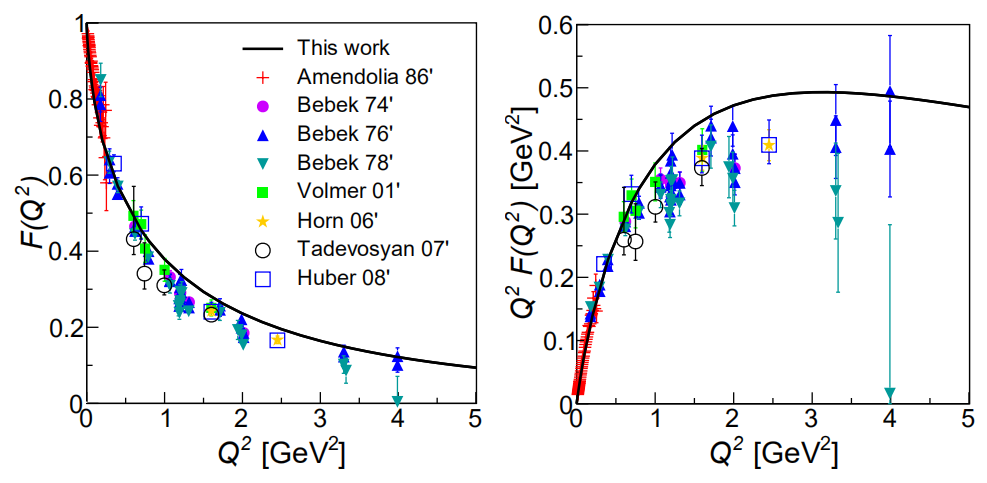 1
0.8
0.6
0.4
0.2
0
0
1
2
3
4
5
F(Q²)
Q² [GeV²]
This work
Amendolia 86'
Bebek 74'
Bebek 76'
Bebek 78'
Volmer 01'
Horn 06'
Tadevosyan 07'
Huber 08'
0.6
0.5
0.4
0.3
0.2
0.1
0
0
1
2
3
4
5
Q² F(Q²) [GeV²]
Q² [GeV²]